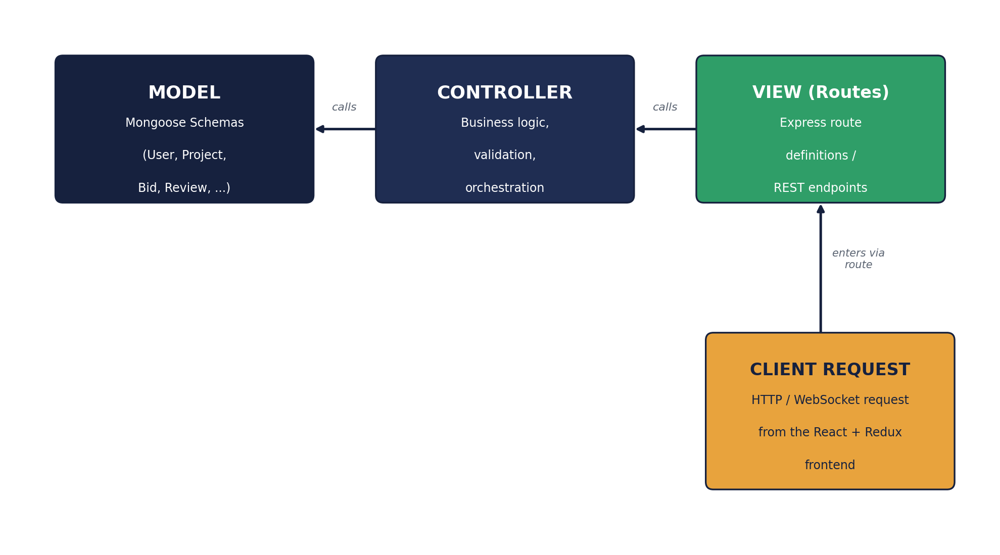 MODEL
Mongoose Schemas
(User, Project,
Bid, Review, ...)
calls
CONTROLLER
Business logic,
validation,
orchestration
calls
VIEW (Routes)
Express route
definitions /
REST endpoints
enters via
route
CLIENT REQUEST
HTTP / WebSocket request
from the React + Redux
frontend